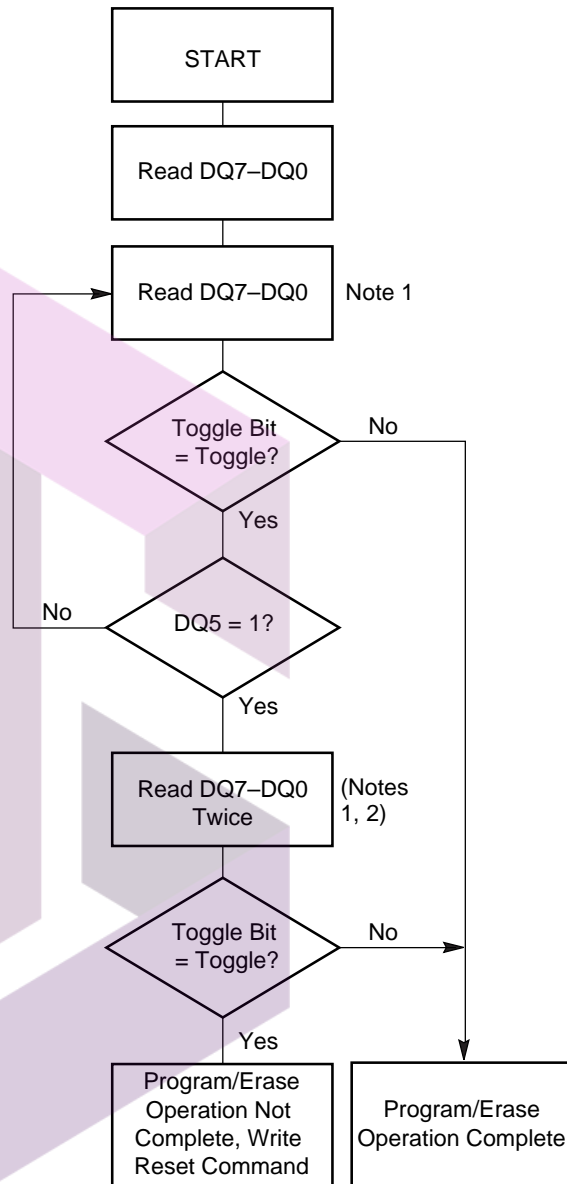 START
Read DQ7–DQ0
Read DQ7–DQ0
Note 1
Toggle Bit
= Toggle?
No
Yes
No
DQ5 = 1?
Yes
Read DQ7–DQ0
Twice
(Notes
1, 2)
Toggle Bit
= Toggle?
No
Yes
Program/Erase
Operation Not
Complete, Write
Reset Command
Program/Erase
Operation Complete